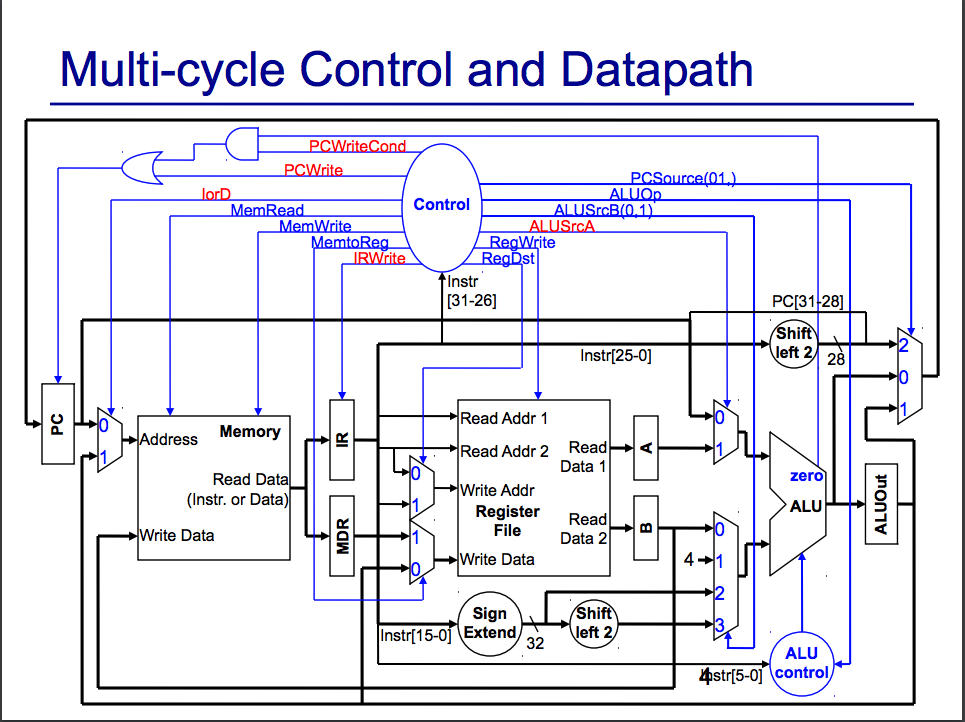 Multi-cycle Control and Datapath
PCWriteCond
PCWrite
IorD
MemRead
MemWrite
MemtoReg
IRWrite
Control
PCSource(01,)
ALUOp
ALUSrcB(0,1)
ALUSrcA
RegWrite
RegDst
Instr
[31-26]
PC[31-28]
Shift
left 2
28
Instr[25-0]
2
0
1
PC
0
1
Address
Memory
Read Data
(Instr. or Data)
Write Data
IR
MDR
0
1
1
0
Read Addr 1
Read Addr 2
Write Addr
Register
File
Write Data
Read
Data 1
Read
Data 2
A
B
0
1
0
4
1
2
3
zero
ALU
ALUOut
Instr[15-0]
Sign
Extend
32
Shift
left 2
ALU
control
4
Instr[5-0]